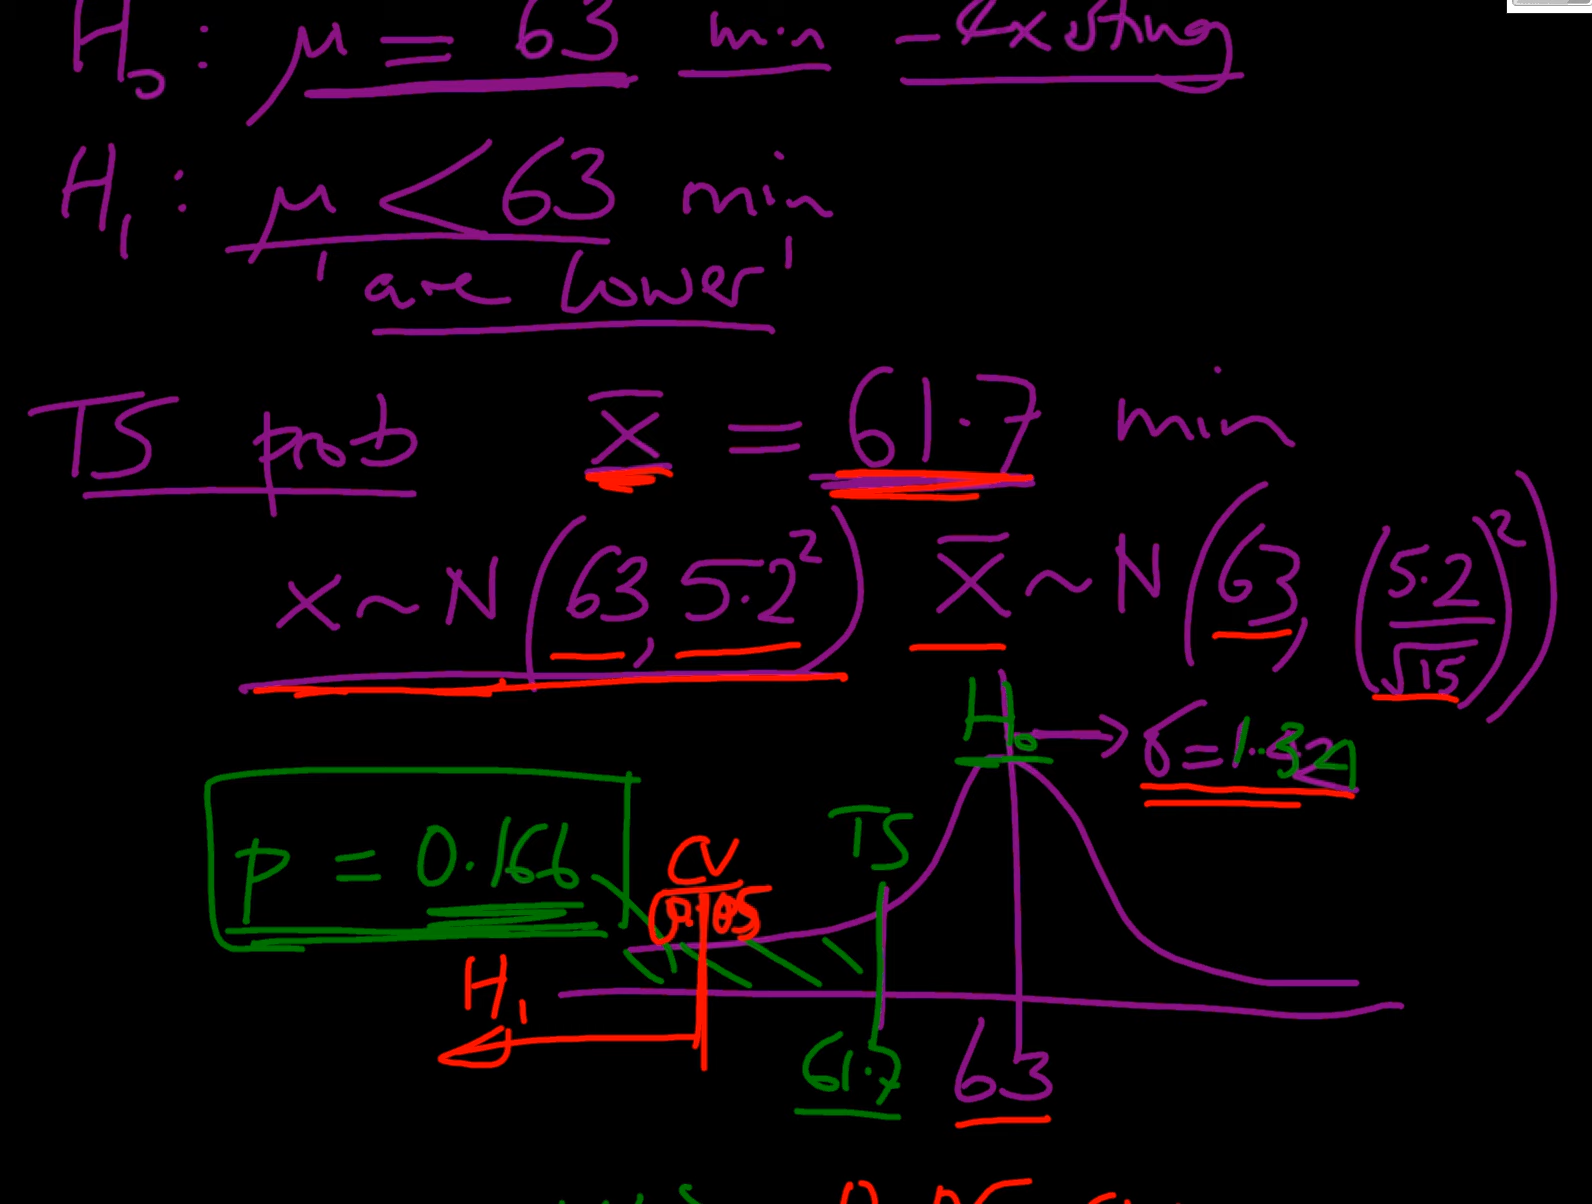 H₀ : μ = 63 min - Existing
H₁ : μ < 63 min
'are lower'
TS prob x̄ = 61.7 min
x ~ N(63, 5.2²) x̄ ~ N(63, (5.2/√15)²)
H₀ → σ = 1.34
TS
p = 0.166
CV
0.05
H₁
61.7 63